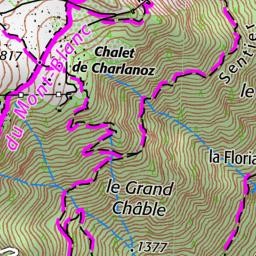 817
Chalet
de Charlanoz
du Mont-Blanc
Sentier
le
la Floria
le Grand
Châble
1377